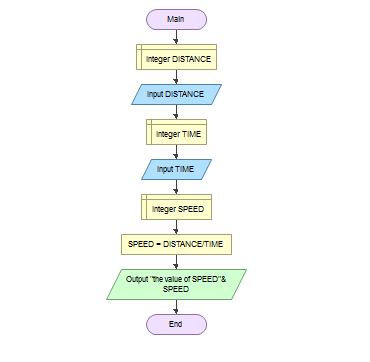 Main
Integer DISTANCE
Input DISTANCE
Integer TIME
Input TIME
Integer SPEED
SPEED = DISTANCE/TIME
Output "the value of SPEED"&
SPEED
End